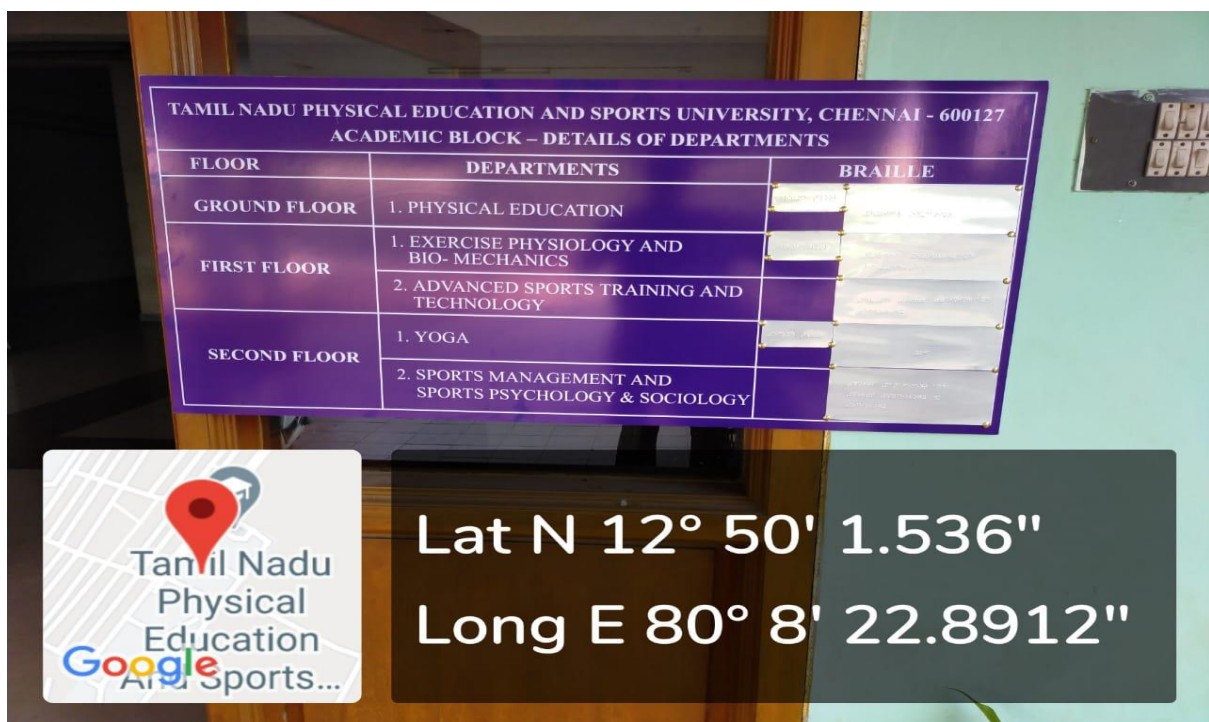 TAMIL NADU PHYSICAL EDUCATION AND SPORTS UNIVERSITY, CHENNAI - 600127
ACADEMIC BLOCK – DETAILS OF DEPARTMENTS
FLOOR DEPARTMENTS BRAILLE
GROUND FLOOR 1. PHYSICAL EDUCATION
FIRST FLOOR
1. EXERCISE PHYSIOLOGY AND
BIO- MECHANICS
2. ADVANCED SPORTS TRAINING AND
TECHNOLOGY
SECOND FLOOR
1. YOGA
2. SPORTS MANAGEMENT AND
SPORTS PSYCHOLOGY & SOCIOLOGY
Tamil Nadu
Physical
Education
And Sports...
Google
Lat N 12° 50' 1.536"
Long E 80° 8' 22.8912"